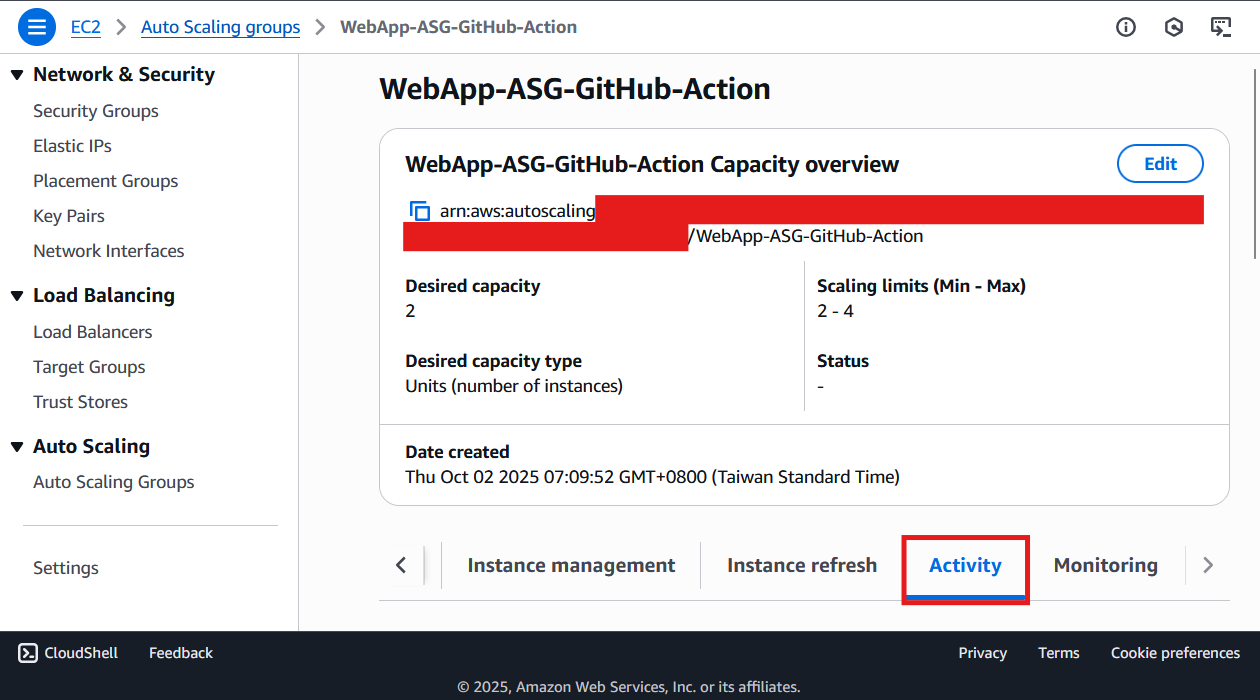 EC2 > Auto Scaling groups > WebApp-ASG-GitHub-Action
Network & Security
Security Groups
Elastic IPs
Placement Groups
Key Pairs
Network Interfaces
Load Balancing
Load Balancers
Target Groups
Trust Stores
Auto Scaling
Auto Scaling Groups
Settings
WebApp-ASG-GitHub-Action
WebApp-ASG-GitHub-Action Capacity overview
Edit
arn:aws:autoscaling
/WebApp-ASG-GitHub-Action
Desired capacity
2
Scaling limits (Min - Max)
2 - 4
Desired capacity type
Units (number of instances)
Status
-
Date created
Thu Oct 02 2025 07:09:52 GMT+0800 (Taiwan Standard Time)
Instance management
Instance refresh
Activity
Monitoring
CloudShell
Feedback
Privacy
Terms
Cookie preferences
© 2025, Amazon Web Services, Inc. or its affiliates.